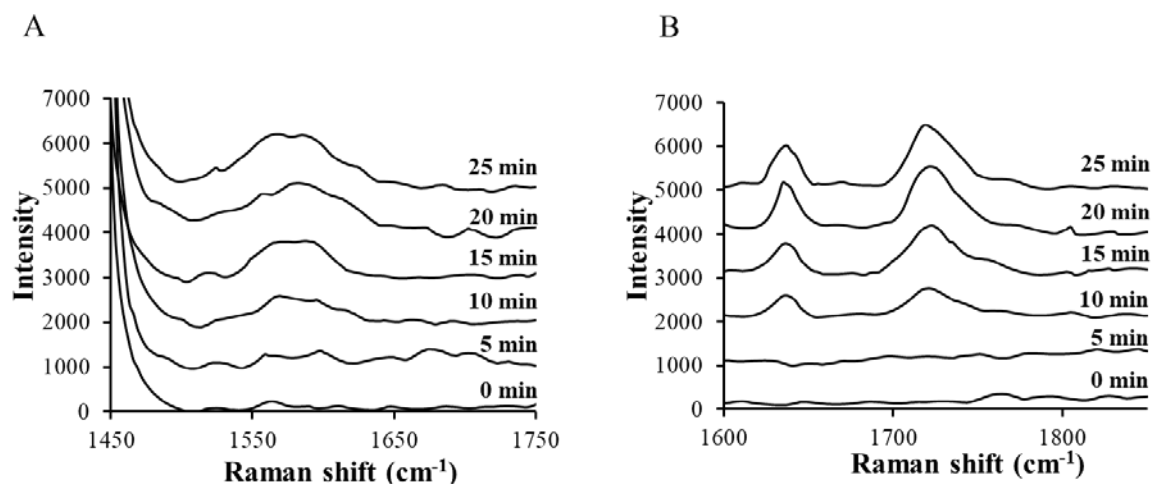 A
7000
6000
5000
4000
3000
2000
1000
0
Intensity
25 min
20 min
15 min
10 min
5 min
0 min
1450
1550
1650
1750
Raman shift (cm⁻¹)
B
7000
6000
5000
4000
3000
2000
1000
0
Intensity
25 min
20 min
15 min
10 min
5 min
0 min
1600
1700
1800
Raman shift (cm⁻¹)